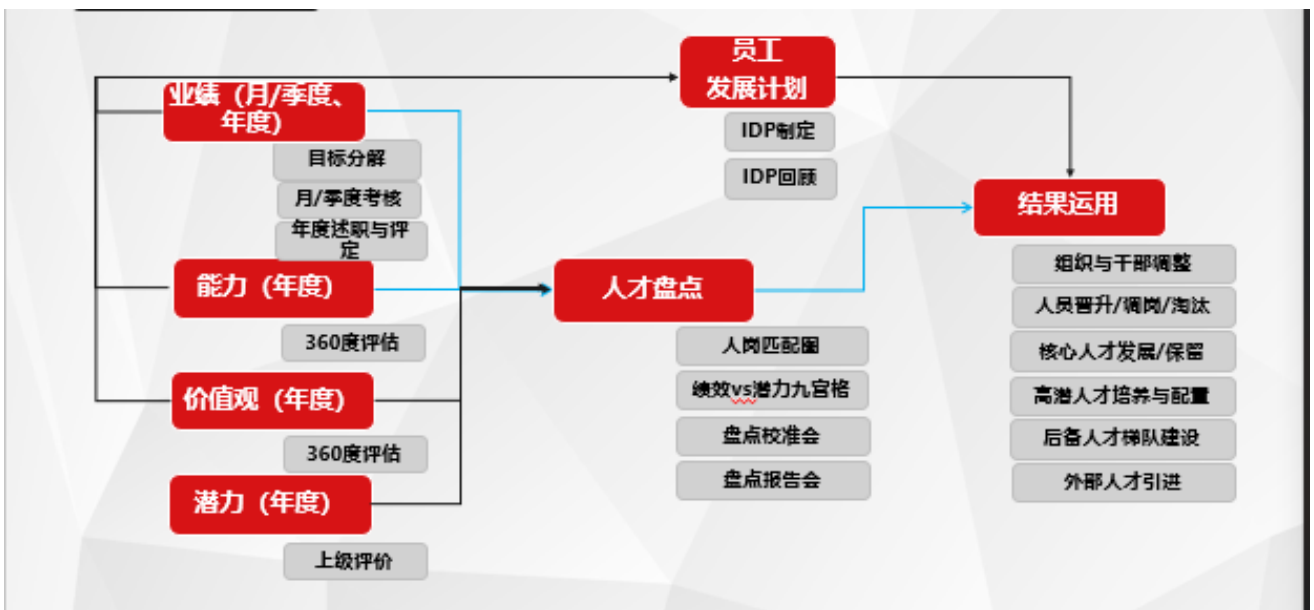 员工
发展计划
IDP制定
IDP回顾
业绩（月/季度、
年度）
目标分解
月/季度考核
年度述职与评
定
能力（年度）
360度评估
价值观（年度）
360度评估
潜力（年度）
上级评价
人才盘点
人岗匹配图
绩效vs潜力九宫格
盘点校准会
盘点报告会
结果运用
组织与干部调整
人员晋升/调岗/淘汰
核心人才发展/保留
高潜人才培养与配置
后备人才梯队建设
外部人才引进